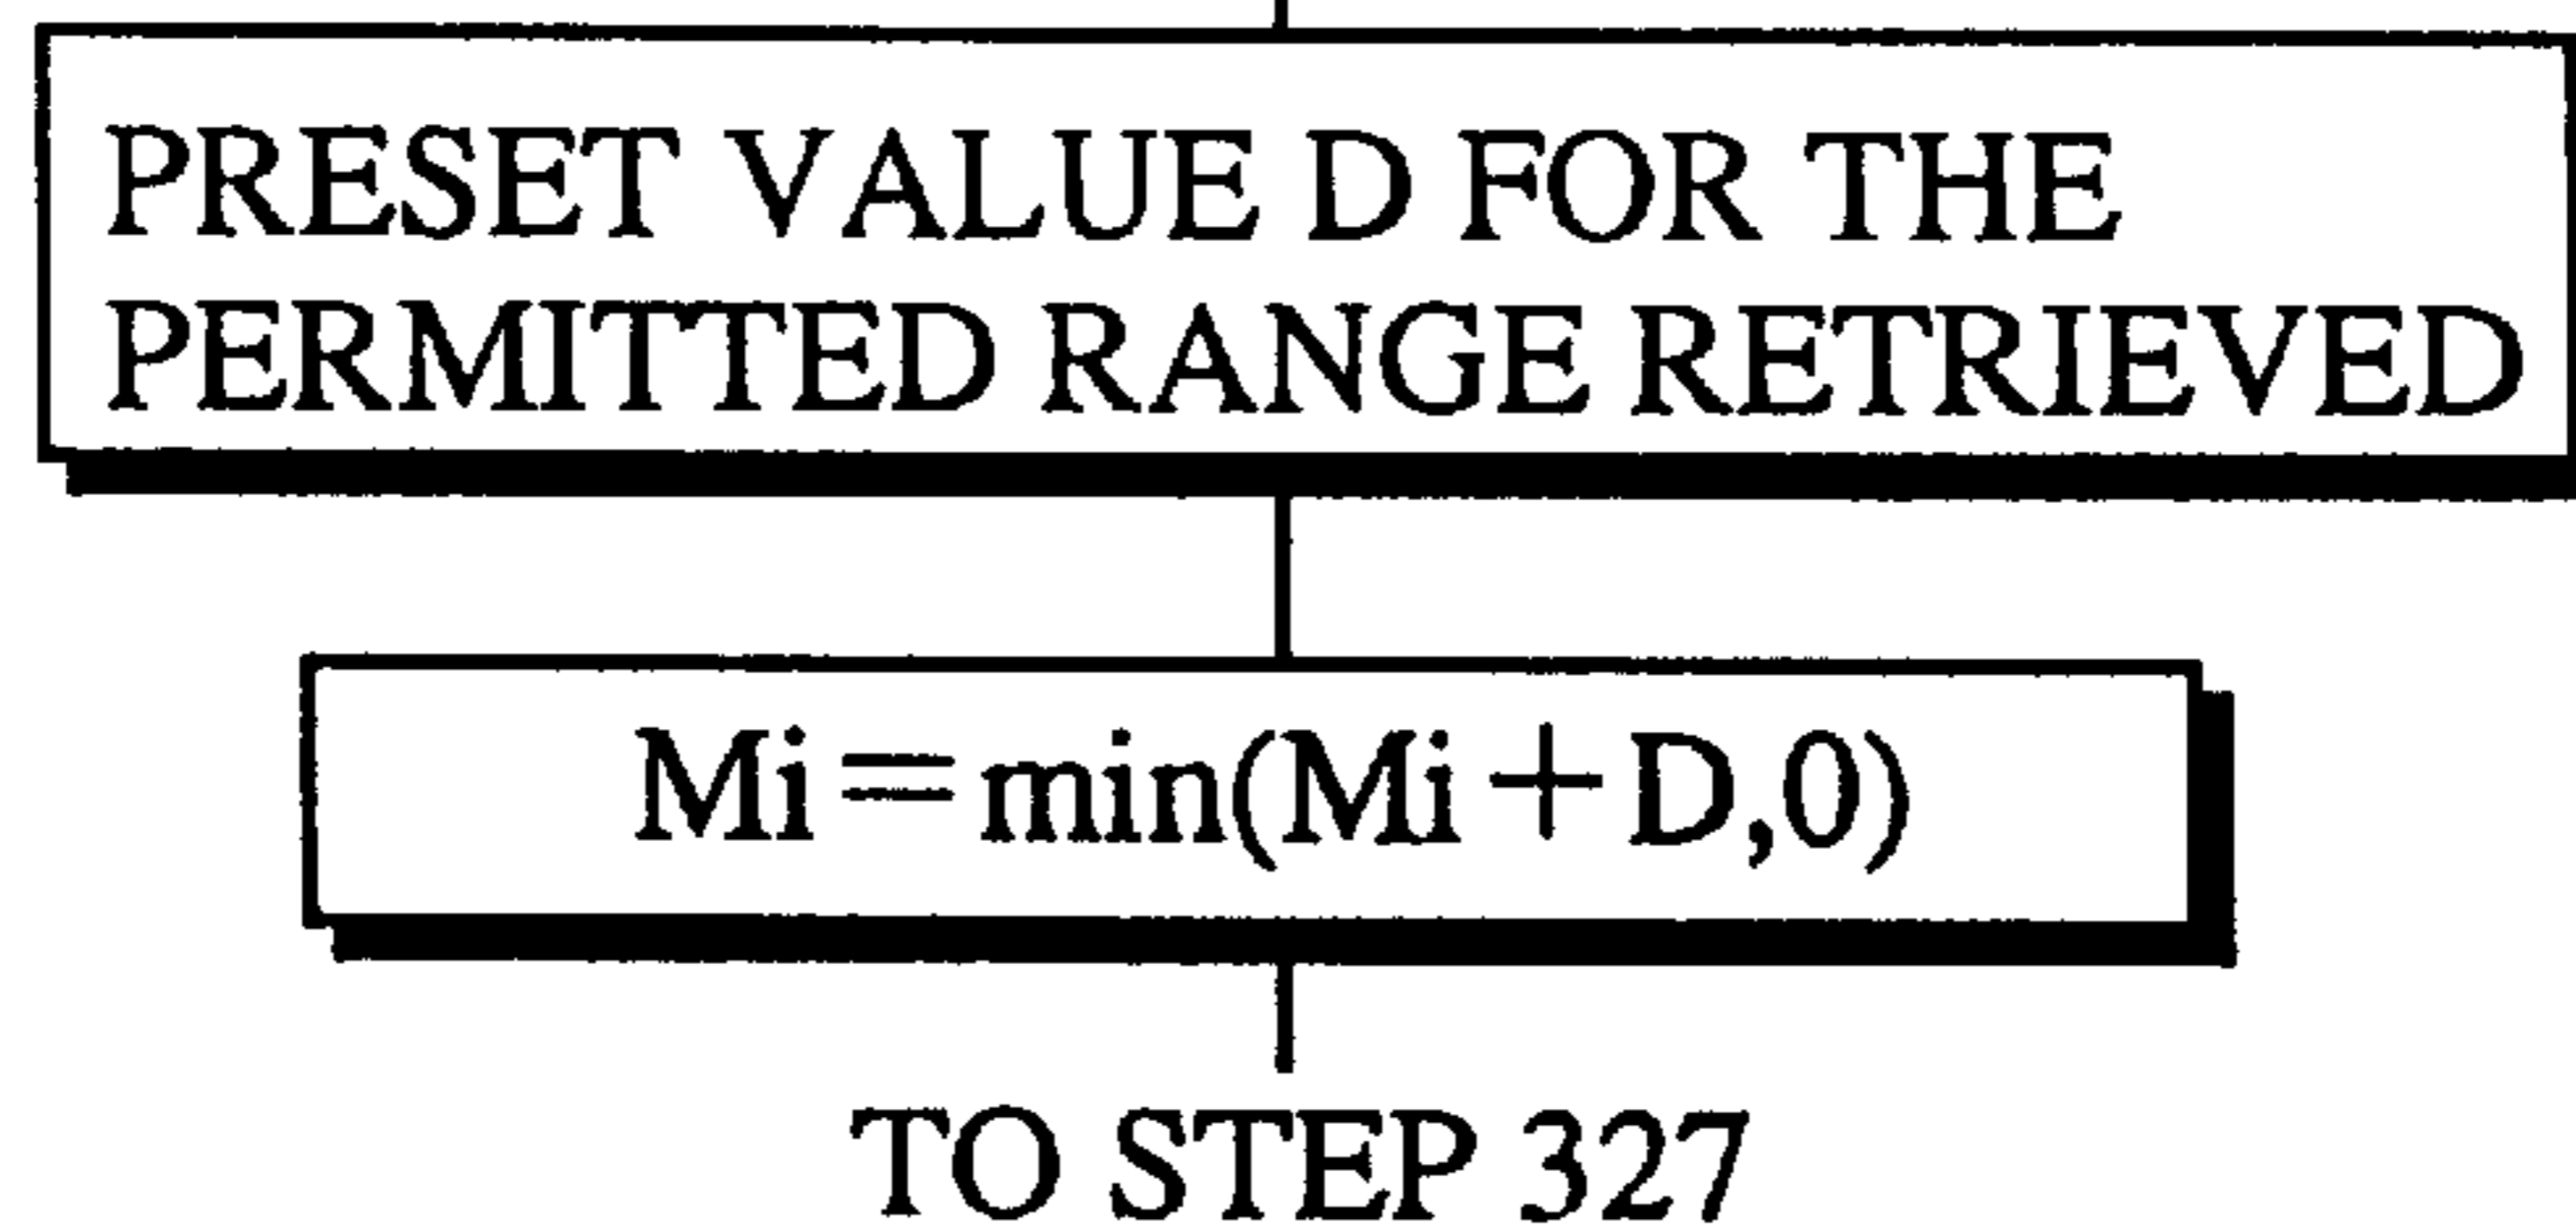 PRESET VALUE D FOR THE
PERMITTED RANGE RETRIEVED
Mi=min(Mi+D,0)
TO STEP 327